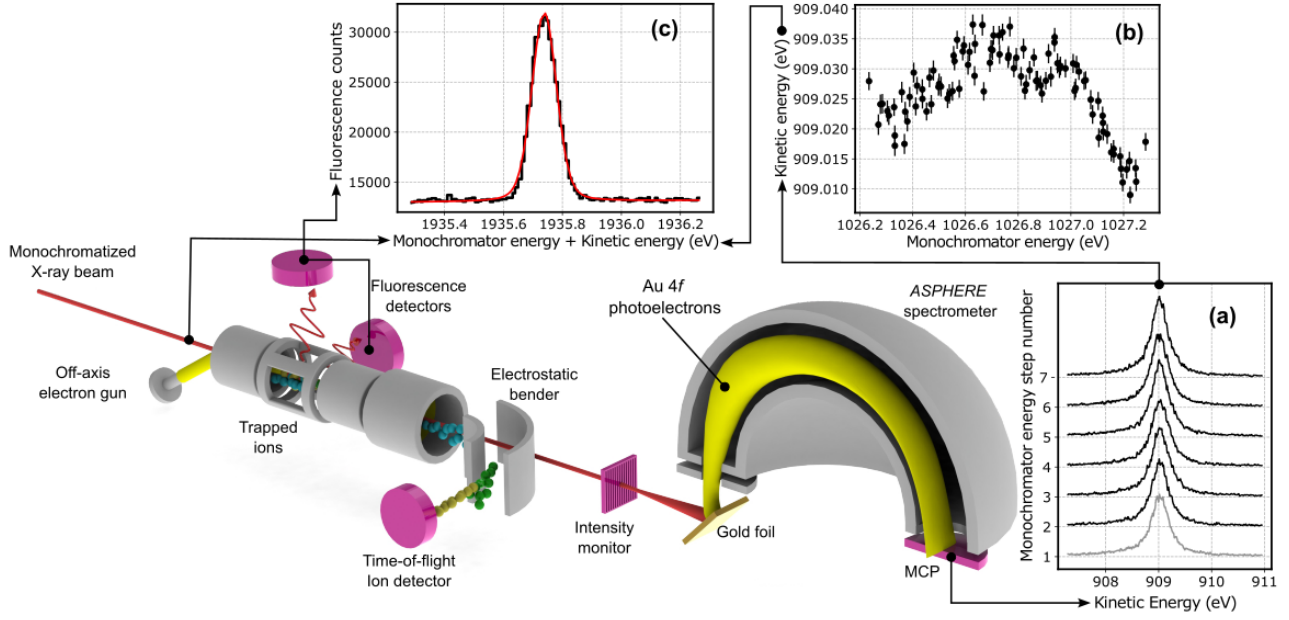 (c)
Fluorescence counts
30000
25000
20000
15000
1935.4
1935.6
1935.8
1936.0
1936.2
Monochromator energy + Kinetic energy (eV)
(b)
Kinetic energy (eV)
909.040
909.035
909.030
909.025
909.020
909.015
909.010
1026.2
1026.4
1026.6
1026.8
1027.0
1027.2
Monochromator energy (eV)
Monochromatized
X-ray beam
Fluorescence
detectors
Off-axis
electron gun
Trapped
ions
Electrostatic
bender
Time-of-flight
Ion detector
Intensity
monitor
Au 4f
photoelectrons
ASPHERE
spectrometer
Gold foil
MCP
(a)
Monochromator energy step number
7
6
5
4
3
2
1
908
909
910
911
Kinetic Energy (eV)